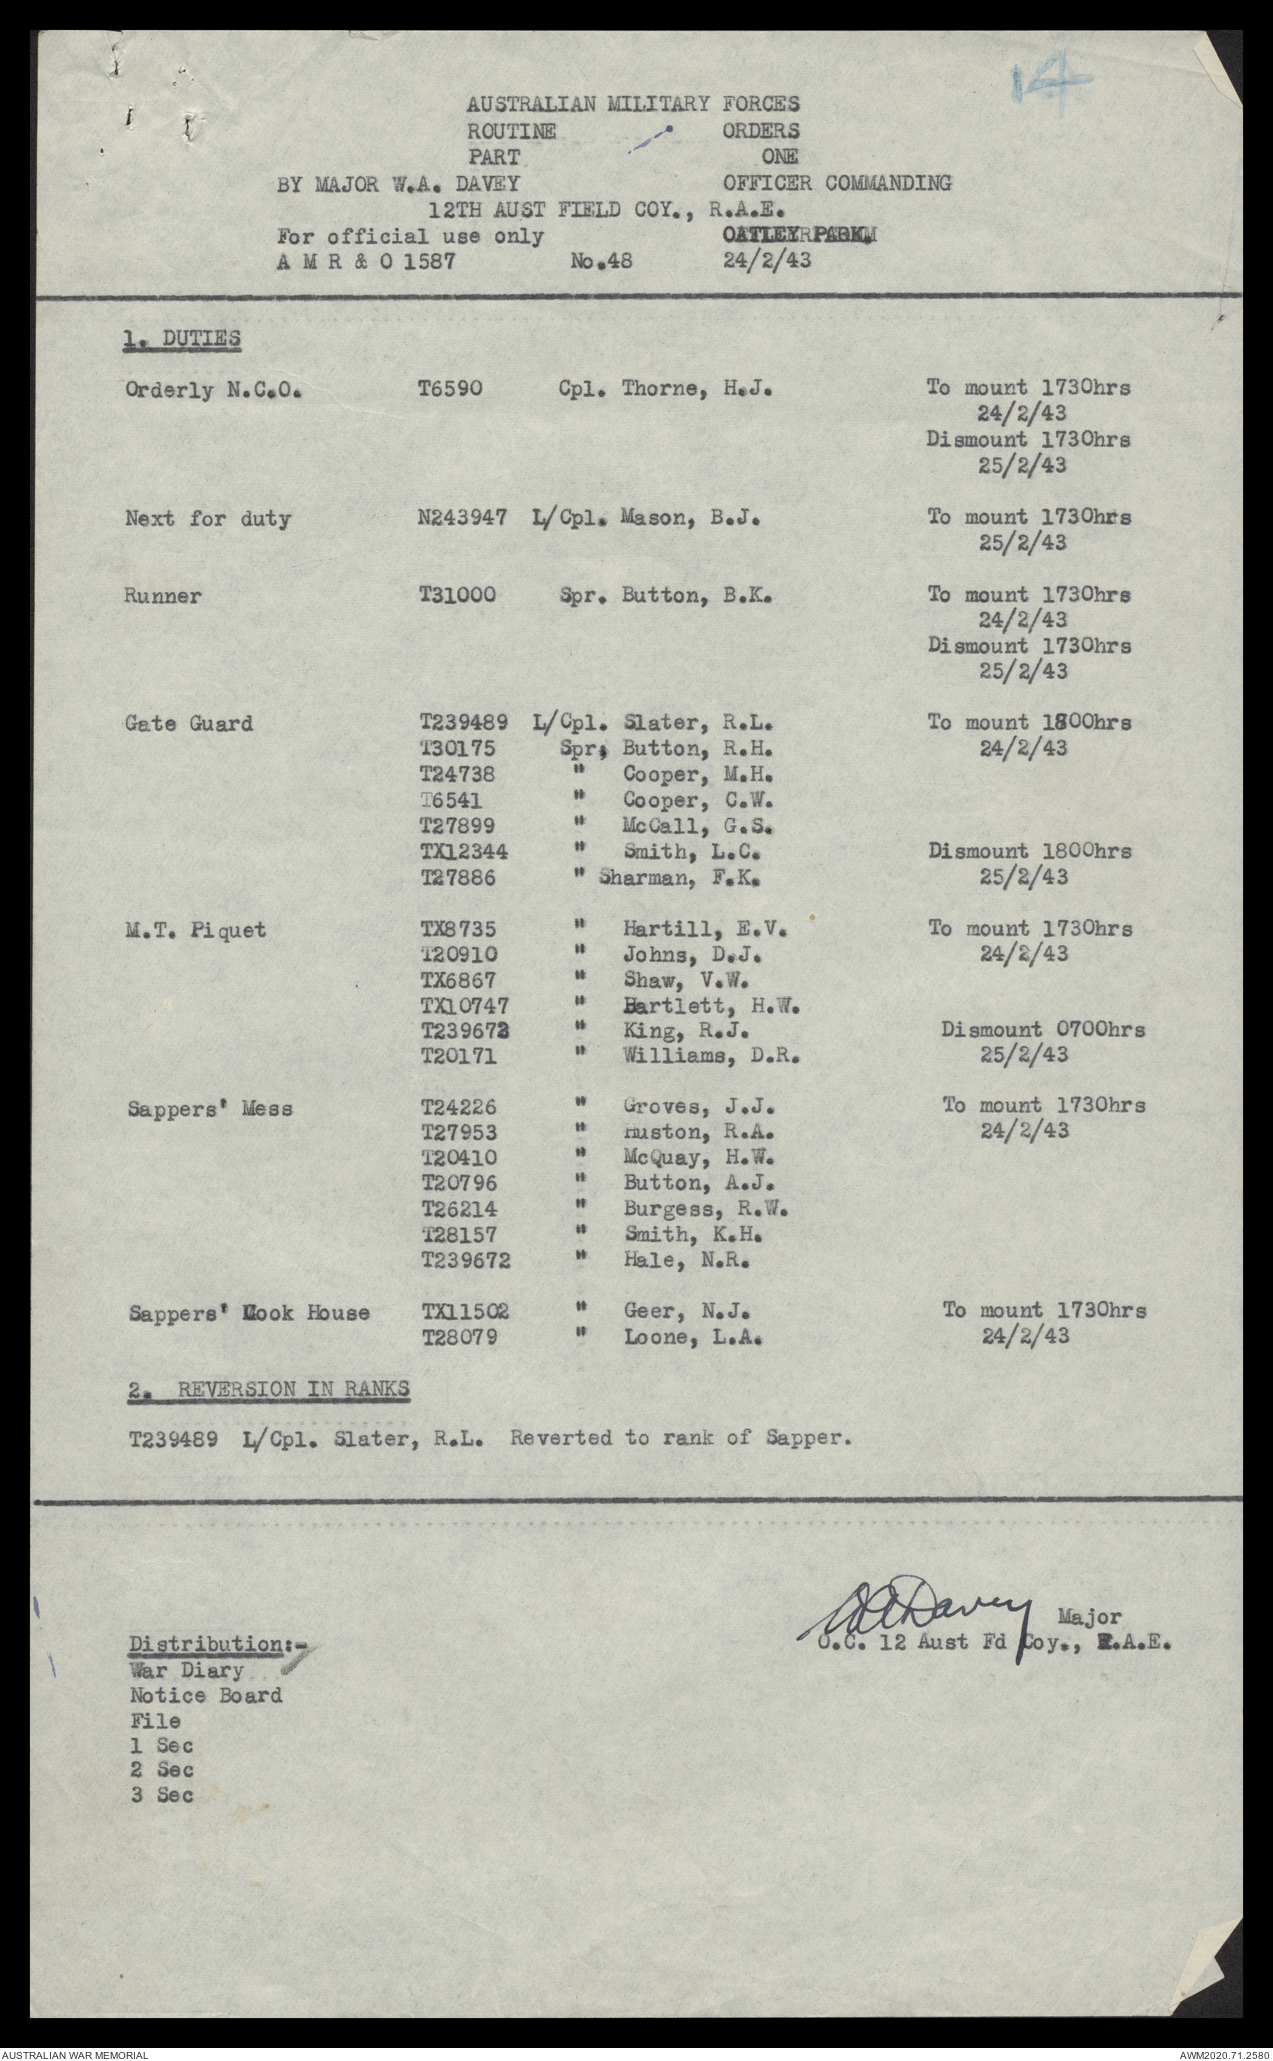 14
AUSTRALIAN MILITARY FORCES
ROUTINE ORDERS
PART ONE
BY MAJOR W.A. DAVEY OFFICER COMMANDING
12TH AUST FIELD COY., R.A.E.
For official use only OATLEY PARK.
A M R & O 1587 No.48 24/2/43
1. DUTIES
Orderly N.C.O. T6590 Cpl. Thorne, H.J. To mount 1730hrs
24/2/43
Dismount 1730hrs
25/2/43
Next for duty N243947 L/Cpl. Mason, B.J. To mount 1730hrs
25/2/43
Runner T31000 Spr. Button, B.K. To mount 1730hrs
24/2/43
Dismount 1730hrs
25/2/43
Gate Guard T239489 L/Cpl. Slater, R.L. To mount 1800hrs
T30175 Spr; Button, R.H. 24/2/43
T24738 " Cooper, M.H.
T6541 " Cooper, C.W.
T27899 " McCall, G.S.
TX12344 " Smith, L.C. Dismount 1800hrs
T27886 " Sharman, F.K. 25/2/43
M.T. Piquet TX8735 " Hartill, E.V. To mount 1730hrs
T20910 " Johns, D.J. 24/2/43
TX6867 " Shaw, V.W.
TX10747 " Bartlett, H.W.
T239673 " King, R.J. Dismount 0700hrs
T20171 " Williams, D.R. 25/2/43
Sappers' Mess T24226 " Groves, J.J. To mount 1730hrs
T27953 " Huston, R.A. 24/2/43
T20410 " McQuay, H.W.
T20796 " Button, A.J.
T26214 " Burgess, R.W.
T28157 " Smith, K.H.
T239672 " Hale, N.R.
Sappers' Cook House TX11502 " Geer, N.J. To mount 1730hrs
T28079 " Loone, L.A. 24/2/43
2. REVERSION IN RANKS
T239489 L/Cpl. Slater, R.L. Reverted to rank of Sapper.
WADavey Major
O.C. 12 Aust Fd Coy., R.A.E.
Distribution:-
War Diary
Notice Board
File
1 Sec
2 Sec
3 Sec
AUSTRALIAN WAR MEMORIAL AWM2020.71.2580